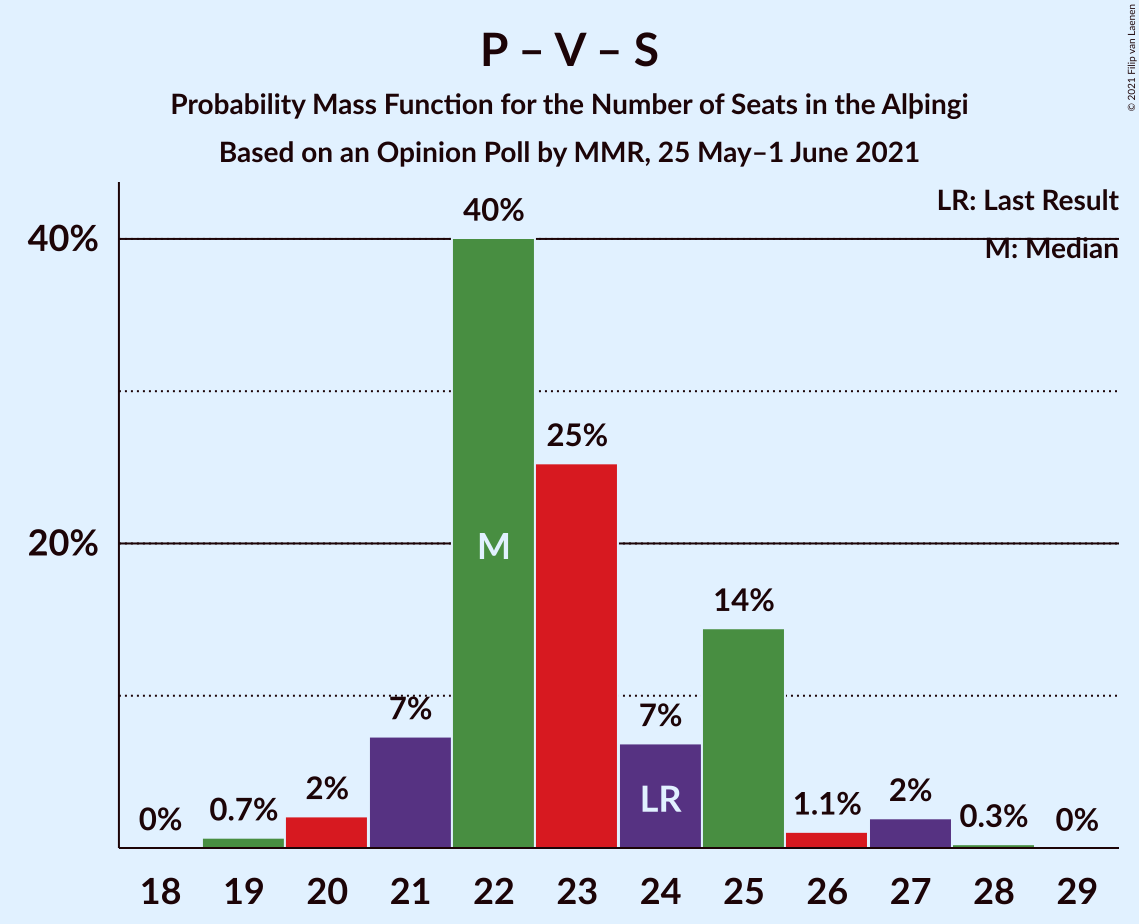 P – V – S
Probability Mass Function for the Number of Seats in the Alþingi
Based on an Opinion Poll by MMR, 25 May–1 June 2021
© 2021 Filip van Laenen
LR: Last Result
M: Median
40%
20%
0%
0.7%
2%
7%
40%
M
25%
7%
LR
14%
1.1%
2%
0.3%
0%
18 19 20 21 22 23 24 25 26 27 28 29